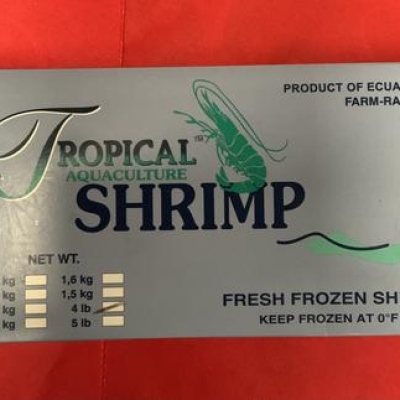 PRODUCT OF ECUA
FARM-RA
TROPICAL TM
AQUACULTURE
SHRIMP
NET WT.
kg 1,6 kg
kg 1,5 kg
kg 4 lb
kg 5 lb
FRESH FROZEN SH
KEEP FROZEN AT 0°F